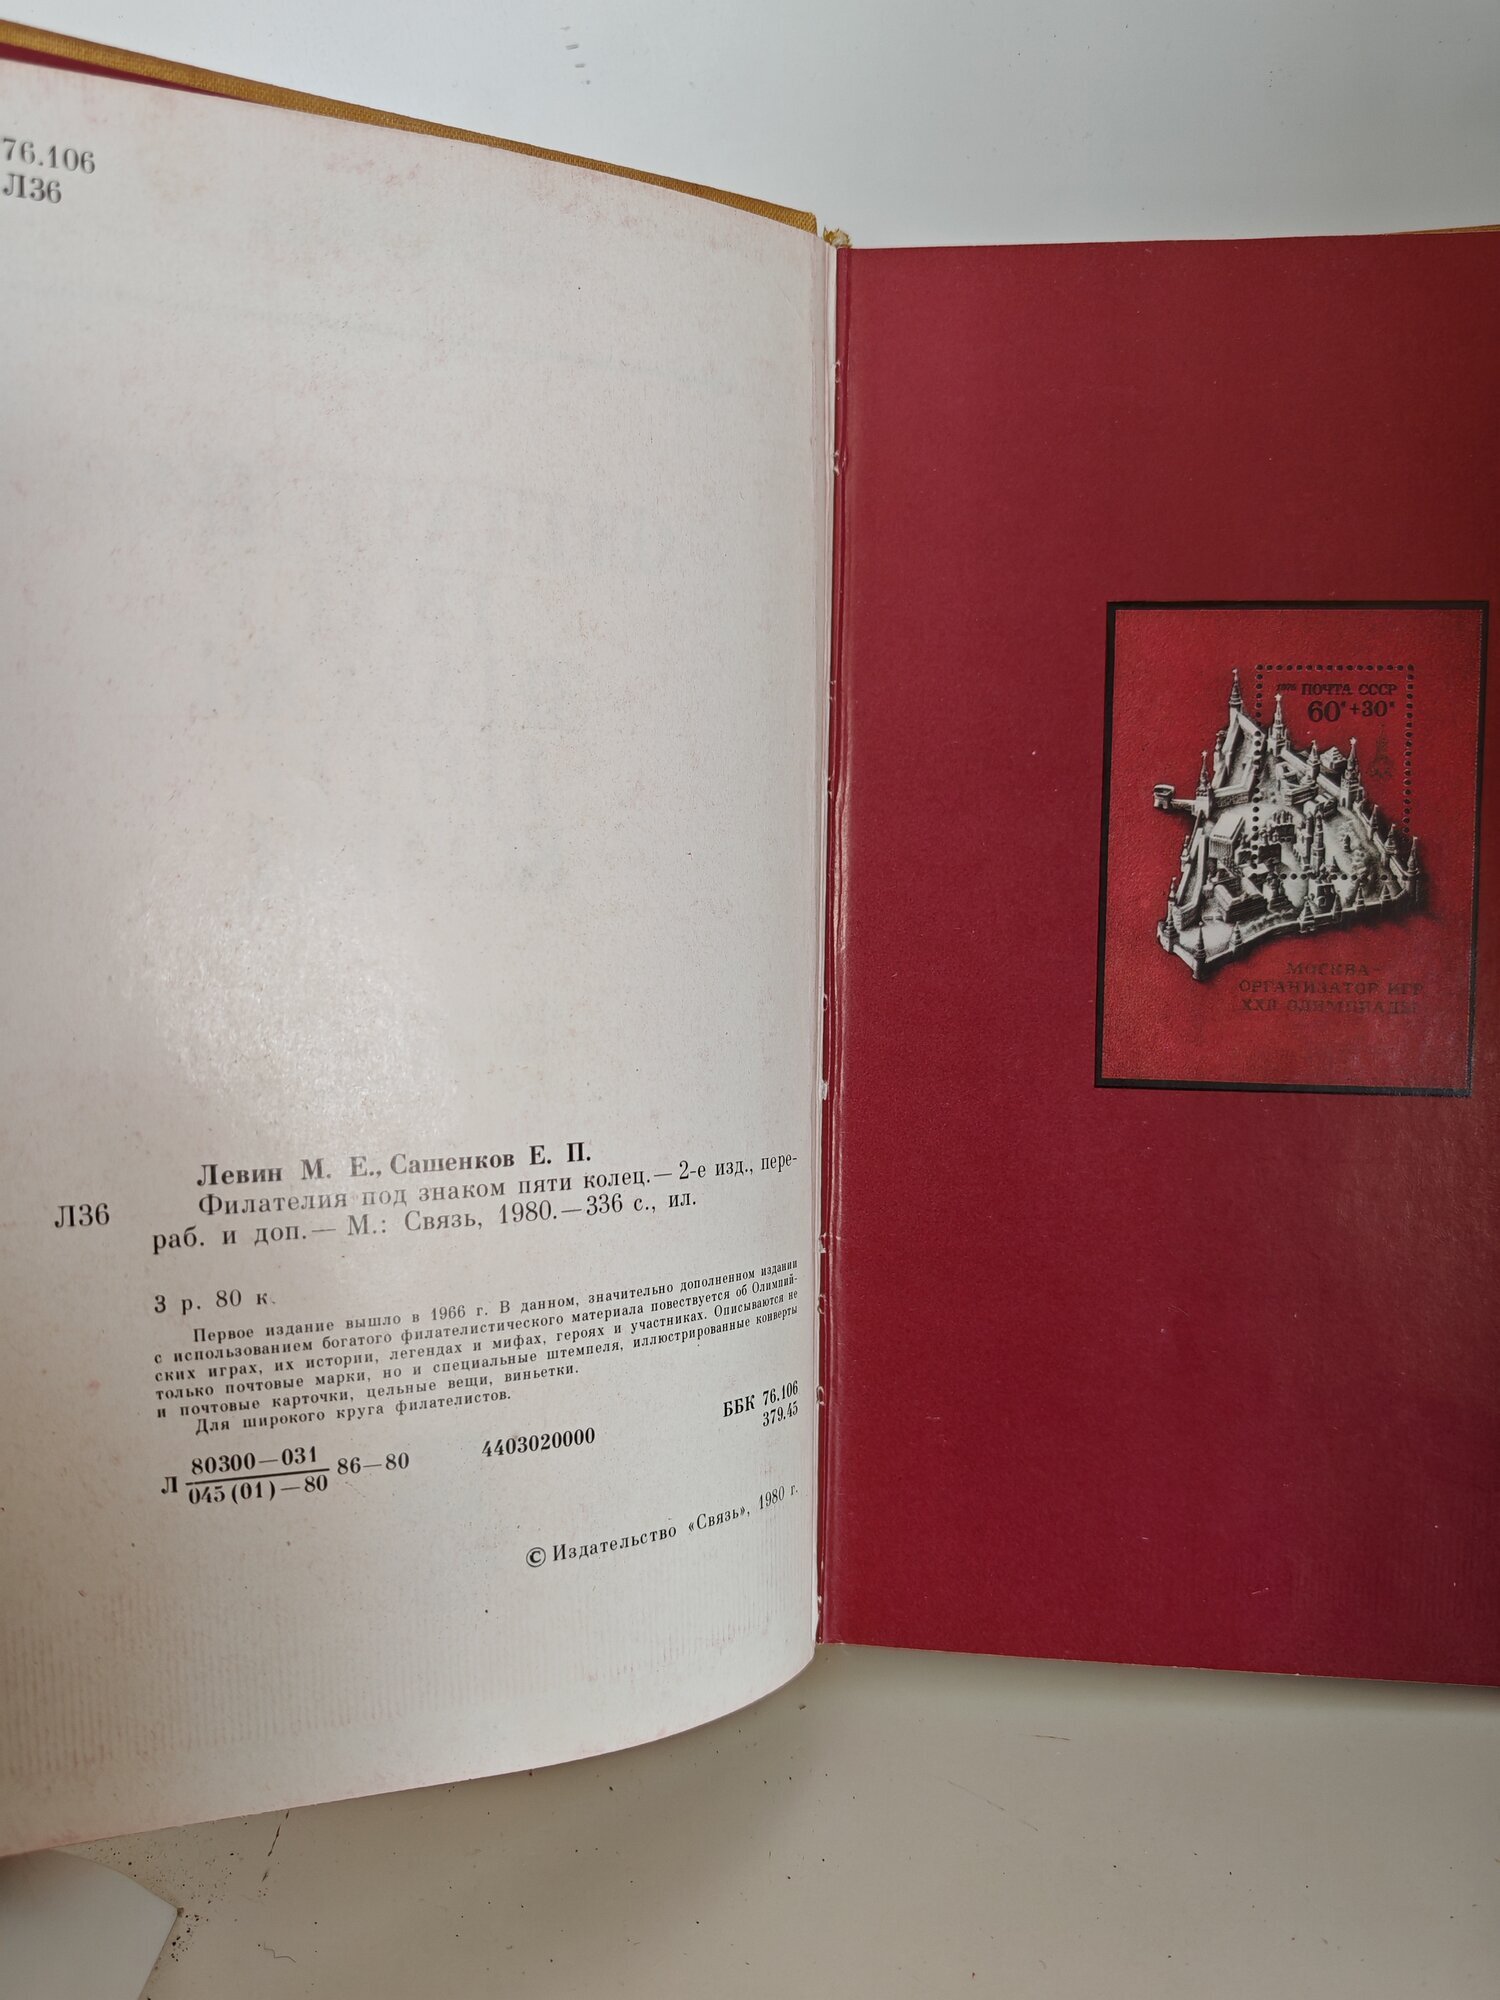 76.106
Л36
Левин М. Е., Сашенков Е. П.
Л36 Филателия под знаком пяти колец.— 2-е изд., пере-
раб. и доп.— М.: Связь, 1980.—336 с., ил.
3 р. 80 к.
Первое издание вышло в 1966 г. В данном, значительно дополненном издании
с использованием богатого филателистического материала повествуется об Олимпий-
ских играх, их истории, легендах и мифах, героях и участниках. Описываются не
только почтовые марки, но и специальные штемпеля, иллюстрированные конверты
и почтовые карточки, цельные вещи, виньетки.
Для широкого круга филателистов.
Л 80300—031 86—80 4403020000 ББК 76.106
045(01)—80 379.45
© Издательство «Связь», 1980 г.
ПОЧТА СССР
60к+30к
МОСКВА-
ОРГАНИЗАТОР ИГР
XXII ОЛИМПИАДЫ